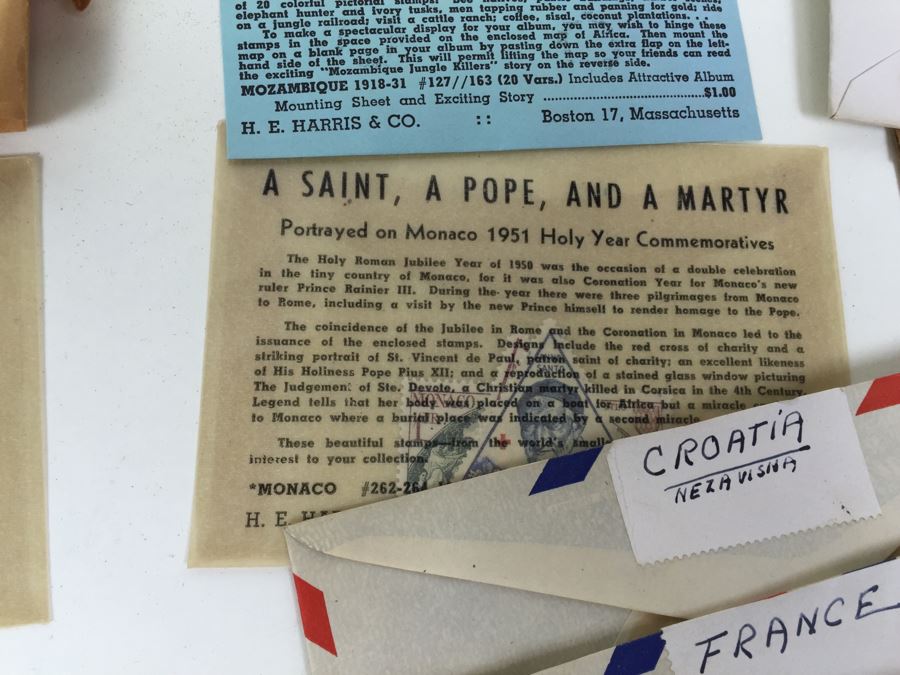 of 20 colorful pictorial stamps!
elephant hunter and ivory tusks, men tapping rubber and panning for gold; ride
on a jungle railroad; visit a cattle ranch; coffee, sisal, coconut plantations. . .
To make a spectacular display for your album, you may wish to hinge these
stamps in the space provided on the enclosed map of Africa. Then mount the
map on a blank page in your album by pasting down the extra flap on the left-
hand side of the sheet. This will permit lifting the map so your friends can read
the exciting "Mozambique Jungle Killers" story on the reverse side.
MOZAMBIQUE 1918-31 #127//163 (20 Vars.) Includes Attractive Album
Mounting Sheet and Exciting Story ........................$1.00
H. E. HARRIS & CO. :: Boston 17, Massachusetts
A SAINT, A POPE, AND A MARTYR
Portrayed on Monaco 1951 Holy Year Commemoratives
The Holy Roman Jubilee Year of 1950 was the occasion of a double celebration
in the tiny country of Monaco, for it was also Coronation Year for Monaco's new
ruler Prince Rainier III. During the year there were three pilgrimages from Monaco
to Rome, including a visit by the new Prince himself to render homage to the Pope.
The coincidence of the Jubilee in Rome and the Coronation in Monaco led to the
issuance of the enclosed stamps. Designs include the red cross of charity and a
striking portrait of St. Vincent de Paul, patron saint of charity; an excellent likeness
of His Holiness Pope Pius XII; and a reproduction of a stained glass window picturing
The Judgement of Ste. Devote, a Christian martyr killed in Corsica in the 4th Century.
Legend tells that her body was placed on a boat for Africa but a miracle
to Monaco where a burial place was indicated by a second miracle
These beautiful stamps—from the world's
interest to your collection.
*MONACO #262-264
H. E.
MONACO
SANTO
CROATIA
NEZAVISNA
FRANCE